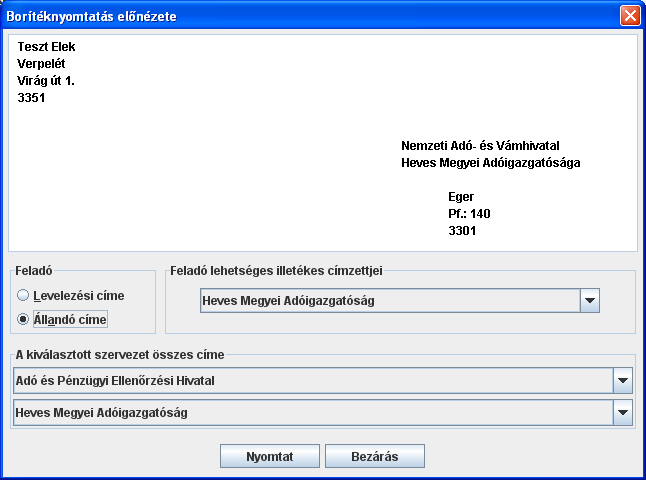 Borítéknyomtatás előnézete
Teszt Elek
Verpelét
Virág út 1.
3351
Nemzeti Adó- és Vámhivatal
Heves Megyei Adóigazgatósága
Eger
Pf.: 140
3301
Feladó
Levelezési címe
Állandó címe
Feladó lehetséges illetékes címzettjei
Heves Megyei Adóigazgatóság
A kiválasztott szervezet összes címe
Adó és Pénzügyi Ellenőrzési Hivatal
Heves Megyei Adóigazgatóság
Nyomtat
Bezárás